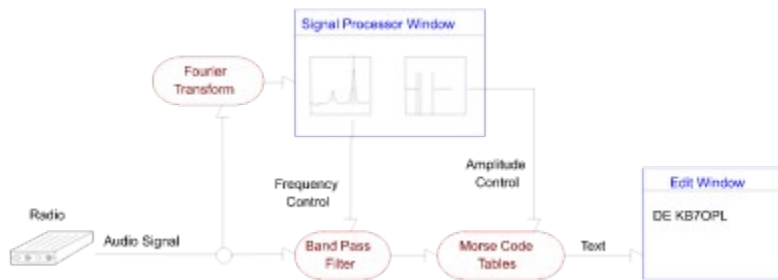 Signal Processor Window
Fourier
Transform
Frequency
Control
Amplitude
Control
Edit Window
DE KB7OPL
Radio
Audio Signal
Band Pass
Filter
Morse Code
Tables
Text